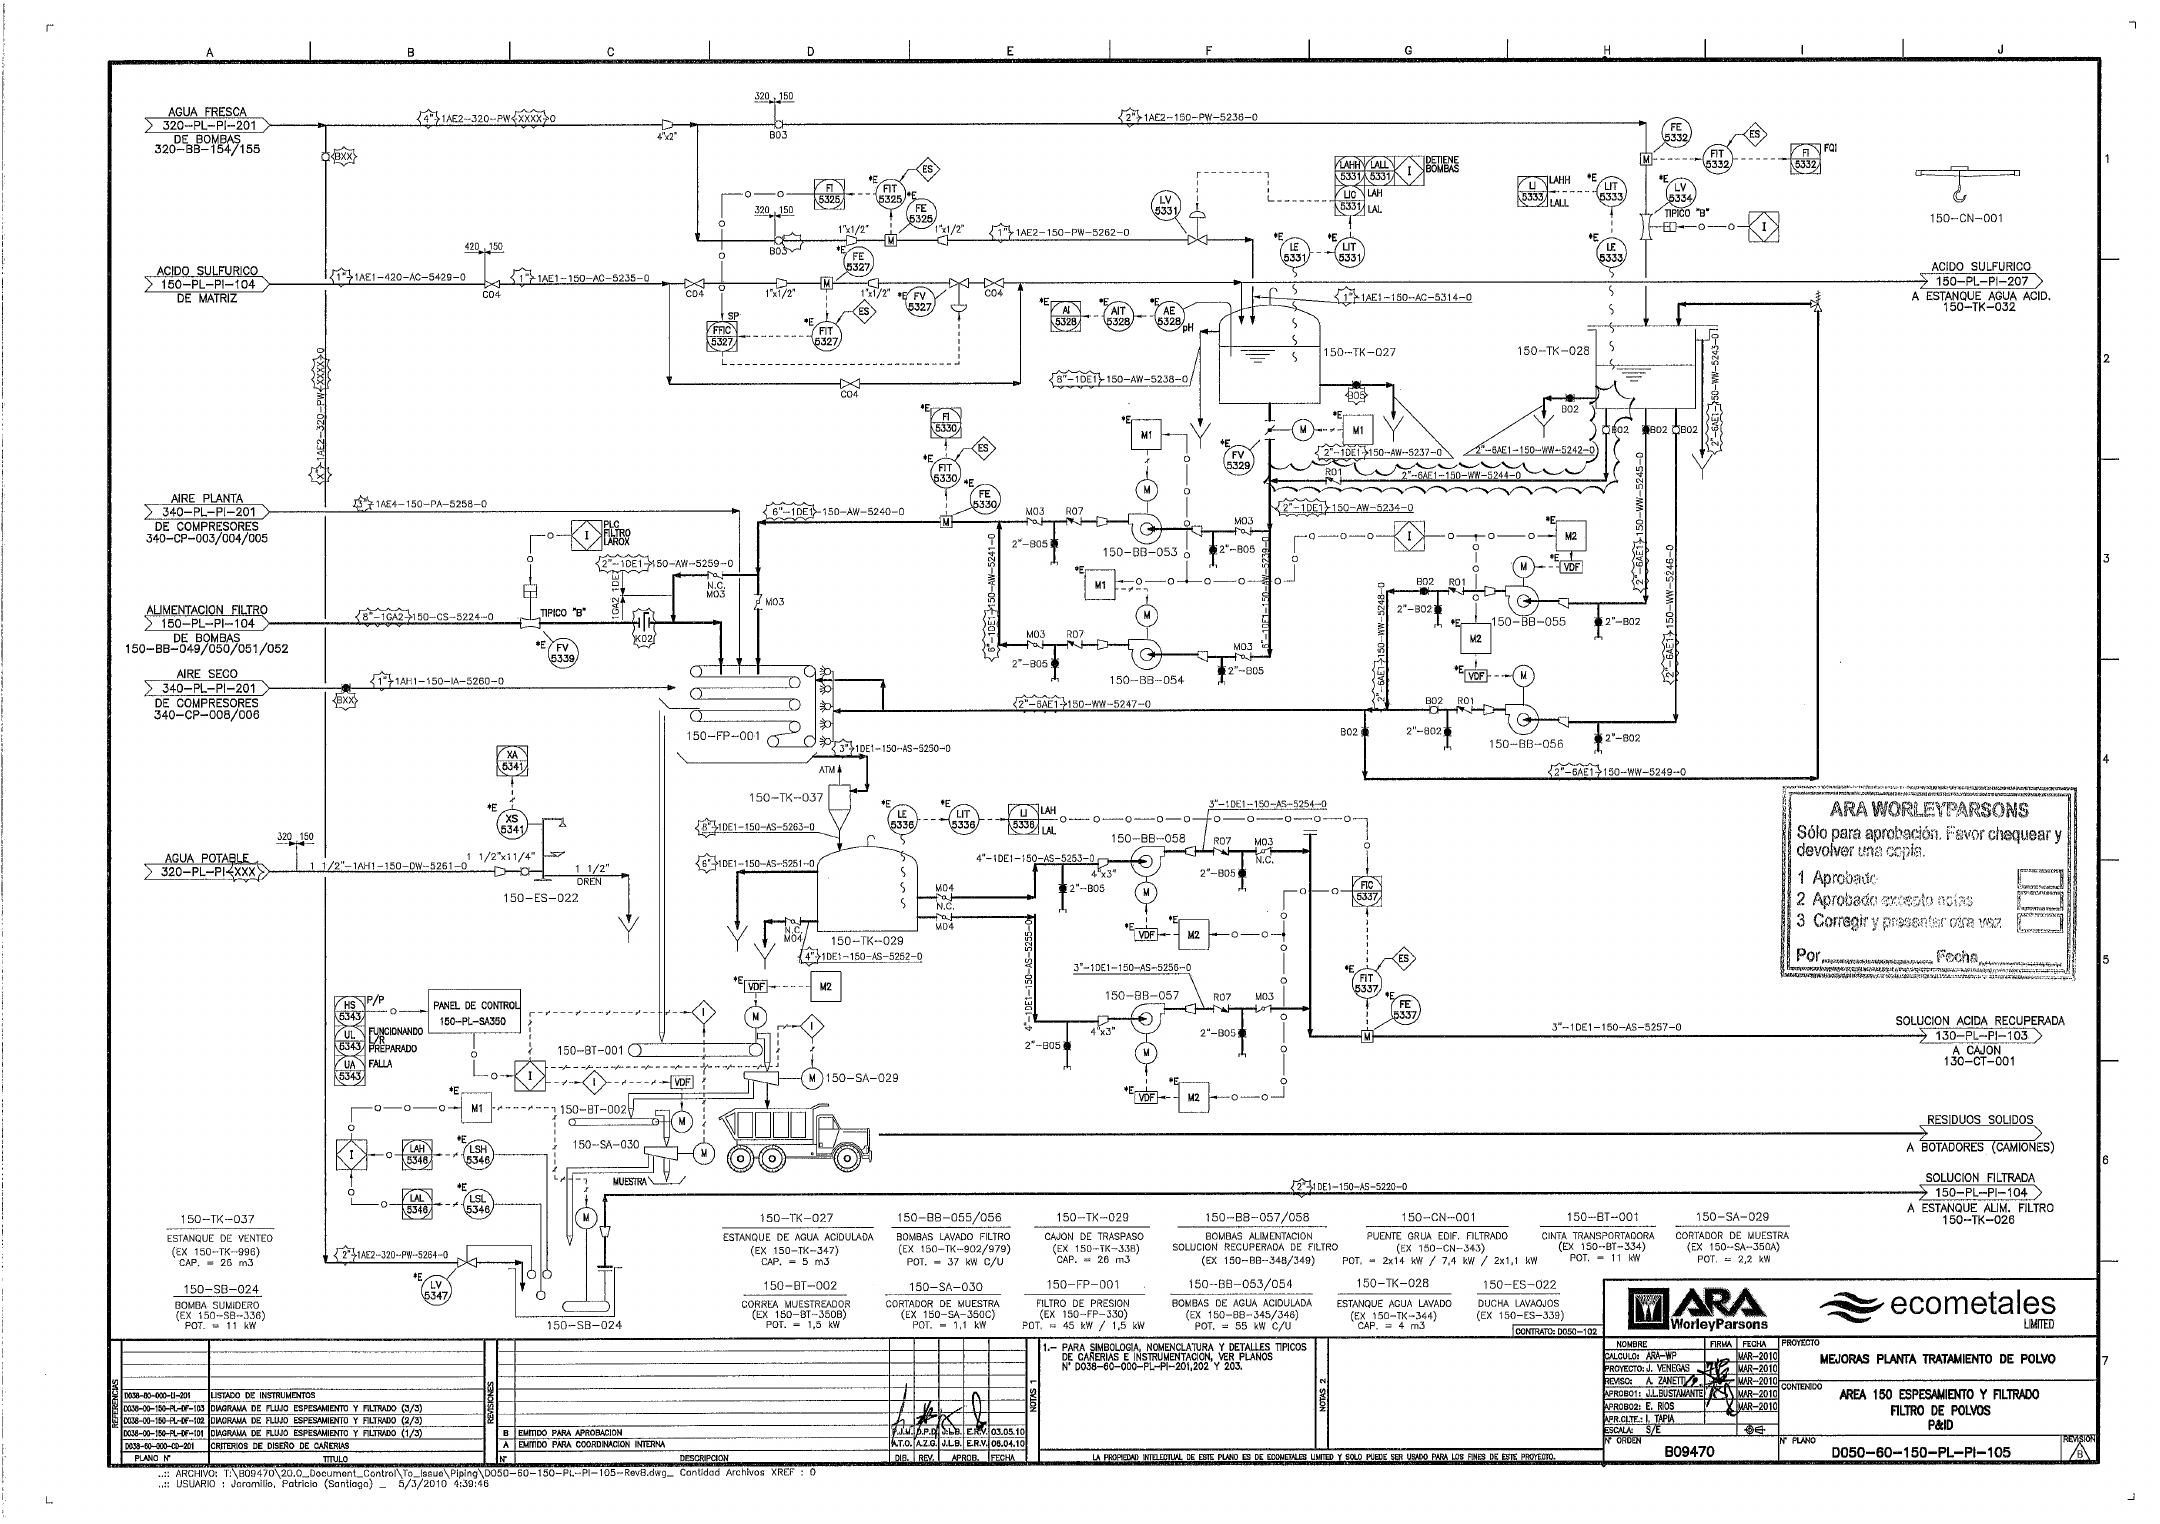 A B C D E F G H I J
AGUA FRESCA
320-PL-PI-201
DE BOMBAS
320-BB-154/155
4" 1AE2-320-PW-XXXX-0
4"x2"
320 150
B03
2" 1AE2-150-PW-5236-0
BXX
FE 5332
FIT 5332
ES
FI 5332
FQI
1
LAHH 5331
LALL 5331
I
DETIENE BOMBAS
LIC 5331
LAH
LAL
LI 5333
LAHH
LALL
*E
LIT 5333
*E
LV 5334
TIPICO "B"
I
150-CN-001
FI 5325
*E
FIT 5325
ES
*E
FE 5325
320 150
B03
1"x1/2"
1"x1/2"
1" 1AE2-150-PW-5262-0
LV 5331
*E
LE 5331
*E
LIT 5331
*E
LE 5333
ACIDO SULFURICO
150-PL-PI-104
DE MATRIZ
1" 1AE1-420-AC-5429-0
420 150
C04
1" 1AE1-150-AC-5235-0
C04
1"x1/2"
*E
FE 5327
1"x1/2"
*E
FV 5327
C04
ACIDO SULFURICO
150-PL-PI-207
A ESTANQUE AGUA ACID.
150-TK-032
SP
FFIC 5327
*E
FIT 5327
ES
*E
AI 5328
*E
AIT 5328
*E
AE 5328
pH
1" 1AE1-150-AC-5314-0
150-TK-027
150-TK-028
2
C04
8"-1DE1 150-AW-5238-0
B05
B02
2"-6AE1 150-WW-5243-0
1AE2-320-PW-XXXX-0
*E
FI 5330
*E
FIT 5330
ES
*E
FE 5330
*E
M1
*E
FV 5329
M
*E
M1
2"-1DE1 150-AW-5237-0
2"-6AE1-150-WW-5242-0
B02 B02 B02
R01
2"-6AE1-150-WW-5244-0
2"-6AE1 150-WW-5245-0
AIRE PLANTA
340-PL-PI-201
DE COMPRESORES
340-CP-003/004/005
3" 1AE4-150-PA-5258-0
6"-1DE1 150-AW-5240-0
M03 R07
M03
2"-B05
150-BB-053
2"-B05
2"-1DE1 150-AW-5234-0
I
*E
M2
PLC
FILTRO
LAROX
2"-1DE1 150-AW-5259-0
N.C.
M03
M03
6"-1DE1 150-AW-5241-0
*E
M1
6"-1DE1 150-AW-5239-0
M
*E
VDF
3
B02 R01
2"-B02
150-BB-055
2"-B02
2"-6AE1 150-WW-5246-0
ALIMENTACION FILTRO
150-PL-PI-104
DE BOMBAS
150-BB-049/050/051/052
8"-1GA2 150-CS-5224-0
TIPICO "B"
1GA2 1DE1
K02
*E
FV 5339
M03 R07
M03
2"-B05
150-BB-054
2"-B05
2"-6AE1 150-WW-5248-0
M2
*E
VDF
M
AIRE SECO
340-PL-PI-201
DE COMPRESORES
340-CP-008/006
BXX
1" 1AH1-150-IA-5260-0
150-FP-001
2"-6AE1 150-WW-5247-0
B02 R01
B02
2"-B02
150-BB-056
2"-B02
3" 1DE1-150-AS-5250-0
ATM
2"-6AE1 150-WW-5249-0
4
XA 5341
*E
XS 5341
150-TK-037
8" 1DE1-150-AS-5263-0
*E
LE 5336
*E
LIT 5336
*E
LI 5336
LAH
LAL
3"-1DE1-150-AS-5254-0
150-BB-058
R07 M03
N.C.
ARA WORLEYPARSONS
Sólo para aprobación. Favor chequear y
devolver una copia.
1 Aprobado
2 Aprobado excepto notas
3 Corregir y presentar otra vez
Por Fecha
320 150
AGUA POTABLE
320-PL-PI-XXX
1 1/2"-1AH1-150-DW-5261-0
1 1/2"x11/4"
1 1/2"
DREN
150-ES-022
6" 1DE1-150-AS-5251-0
4"-1DE1-150-AS-5253-0
4"x3"
2"-B05
2"-B05
FIC 5337
M04
N.C.
M04
N.C.
M04
150-TK-029
4" 1DE1-150-AS-5252-0
*E
VDF
*E
M2
4"-1DE1-150-AS-5255-0
3"-1DE1-150-AS-5256-0
150-BB-057
*E
FIT 5337
ES
*E
FE 5337
5
*E
VDF
M2
R07 M03
4"x3"
2"-B05
2"-B05
3"-1DE1-150-AS-5257-0
SOLUCION ACIDA RECUPERADA
130-PL-PI-103
A CAJON
130-CT-001
HS 5343
P/P
UL 5343
FUNCIONANDO
L/R
PREPARADO
UA 5343
FALLA
PANEL DE CONTROL
150-PL-SA350
150-BT-001
150-SA-029
VDF
*E
VDF
*E
M2
*E
M1
150-BT-002
150-SA-030
MUESTRA
RESIDUOS SOLIDOS
A BOTADORES (CAMIONES)
6
LAH 5346
*E
LSH 5346
LAL 5346
*E
LSL 5346
2" 1DE1-150-AS-5220-0
SOLUCION FILTRADA
150-PL-PI-104
A ESTANQUE ALIM. FILTRO
150-TK-026
2" 1AE2-320-PW-5264-0
*E
LV 5347
150-SB-024
150-TK-037
ESTANQUE DE VENTEO
(EX 150-TK-996)
CAP. = 26 m3
150-SB-024
BOMBA SUMIDERO
(EX 150-SB-336)
POT. = 11 kW
150-TK-027
ESTANQUE DE AGUA ACIDULADA
(EX 150-TK-347)
CAP. = 5 m3
150-BB-055/056
BOMBAS LAVADO FILTRO
(EX 150-TK-902/979)
POT. = 37 kW C/U
150-TK-029
CAJON DE TRASPASO
(EX 150-TK-338)
CAP. = 26 m3
150-BB-057/058
BOMBAS ALIMENTACION
SOLUCION RECUPERADA DE FILTRO
(EX 150-BB-348/349)
150-CN-001
PUENTE GRUA EDIF. FILTRADO
(EX 150-CN-343)
POT. = 2x14 kW / 7,4 kW / 2x1,1 kW
150-BT-001
CINTA TRANSPORTADORA
(EX 150-BT-334)
POT. = 11 kW
150-SA-029
CORTADOR DE MUESTRA
(EX 150-SA-350A)
POT. = 2,2 kW
150-BT-002
CORREA MUESTREADOR
(EX 150-BT-350B)
POT. = 1,5 kW
150-SA-030
CORTADOR DE MUESTRA
(EX 150-SA-350C)
POT. = 1,1 kW
150-FP-001
FILTRO DE PRESION
(EX 150-FP-330)
POT. = 45 kW / 1,5 kW
150-BB-053/054
BOMBAS DE AGUA ACIDULADA
(EX 150-BB-345/346)
POT. = 55 kW C/U
150-TK-028
ESTANQUE AGUA LAVADO
(EX 150-TK-344)
CAP. = 4 m3
150-ES-022
DUCHA LAVAOJOS
(EX 150-ES-339)
CONTRATO: D050-102
ARA
WorleyParsons
ecometales
LIMITED
7
REFERENCIAS
D038-60-000-LI-201 LISTADO DE INSTRUMENTOS
D038-00-150-PL-DF-103 DIAGRAMA DE FLUJO ESPESAMIENTO Y FILTRADO (3/3)
D038-00-150-PL-DF-102 DIAGRAMA DE FLUJO ESPESAMIENTO Y FILTRADO (2/3)
D038-00-150-PL-DF-101 DIAGRAMA DE FLUJO ESPESAMIENTO Y FILTRADO (1/3)
D038-60-000-CD-201 CRITERIOS DE DISEÑO DE CAÑERIAS
PLANO N° TITULO
REVISIONES
B EMITIDO PARA APROBACION P.J.M. D.P.D. J.L.B. E.R.V. 03.05.10
A EMITIDO PARA COORDINACION INTERNA A.T.O. A.Z.G. J.L.B. E.R.V. 06.04.10
N° DESCRIPCION DIB. REV. APROB. FECHA
NOTAS 1
1.- PARA SIMBOLOGIA, NOMENCLATURA Y DETALLES TIPICOS
DE CAÑERIAS E INSTRUMENTACION, VER PLANOS
N° D038-60-000-PL-PI-201,202 Y 203.
NOTAS 2
LA PROPIEDAD INTELECTUAL DE ESTE PLANO ES DE ECOMETALES LIMITED Y SOLO PUEDE SER USADO PARA LOS FINES DE ESTE PROYECTO.
NOMBRE FIRMA FECHA
CALCULO: ARA-WP MAR-2010
PROYECTO: J. VENEGAS MAR-2010
REVISO: A. ZANETTI MAR-2010
APROBO1: J.L.BUSTAMANTE MAR-2010
APROBO2: E. RIOS MAR-2010
APR.CLTE.: I. TAPIA
ESCALA: S/E
N° ORDEN
B09470
PROYECTO
MEJORAS PLANTA TRATAMIENTO DE POLVO
CONTENIDO
AREA 150 ESPESAMIENTO Y FILTRADO
FILTRO DE POLVOS
P&ID
N° PLANO
D050-60-150-PL-PI-105
REVISION
B
..:: ARCHIVO: T:\B09470\20.0_Document_Control\To_Issue\Piping\D050-60-150-PL-PI-105-RevB.dwg_ Cantidad Archivos XREF : 0
..:: USUARIO : Jaramillo, Patricio (Santiago) _ 5/3/2010 4:39:46